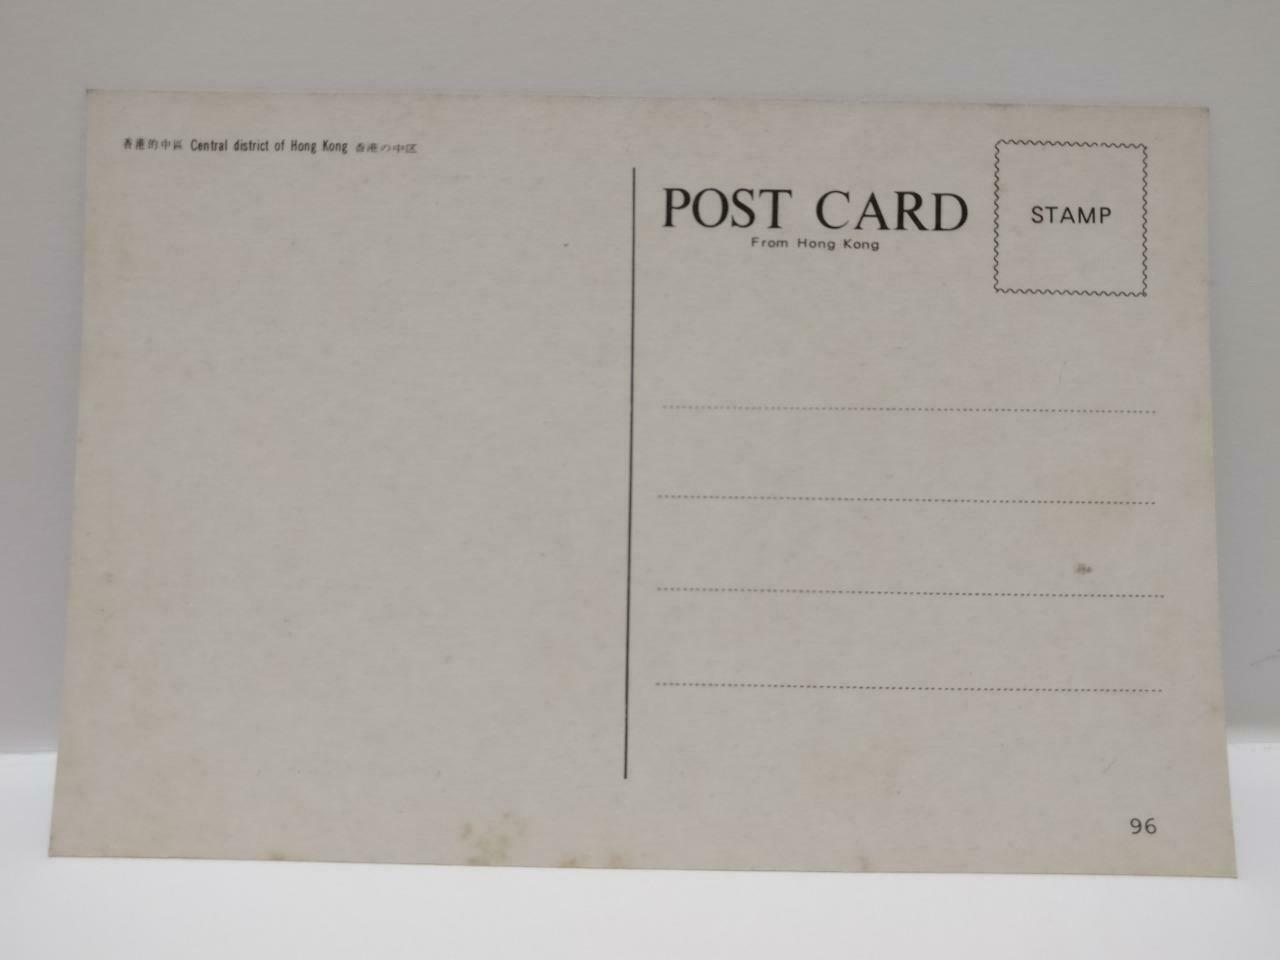 香港的中區 Central district of Hong Kong 香港の中区
POST CARD
From Hong Kong
STAMP
96